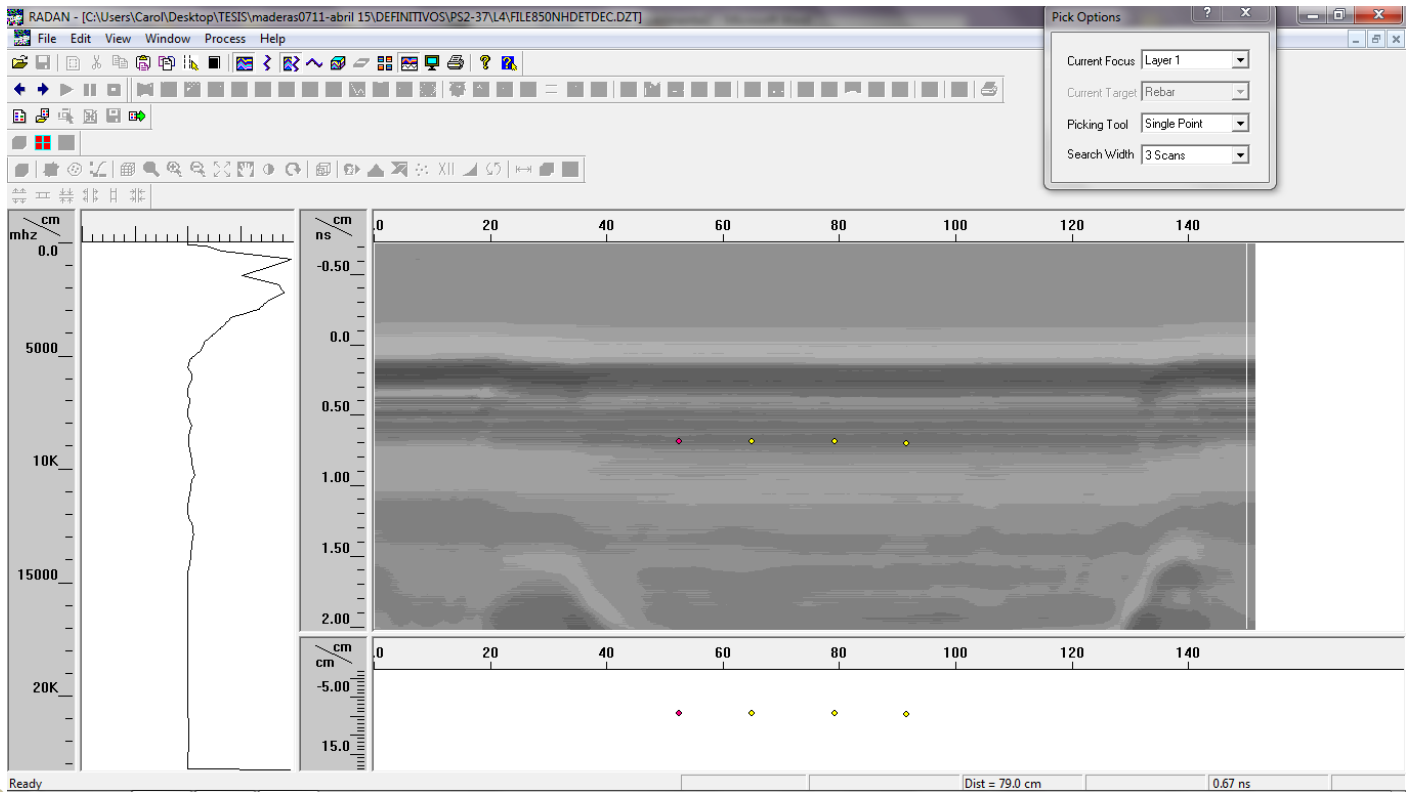 RADAN - [C:\Users\Carol\Desktop\TESIS\maderas0711-abril 15\DEFINITIVOS\PS2-37\L4\FILE850NHDETDEC.DZT]
File Edit View Window Process Help
Pick Options
Current Focus Layer 1
Current Target Rebar
Picking Tool Single Point
Search Width 3 Scans
cm
mhz
0.0
5000
10K
15000
20K
cm
ns
.0 20 40 60 80 100 120 140
-0.50
0.0
0.50
1.00
1.50
2.00
cm
cm
.0 20 40 60 80 100 120 140
-5.00
15.0
Ready Dist = 79.0 cm 0.67 ns